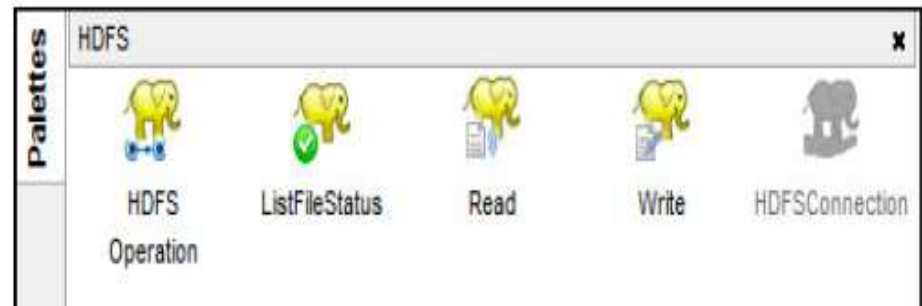 Palettes
HDFS
HDFS
Operation
ListFileStatus
Read
Write
HDFSConnection